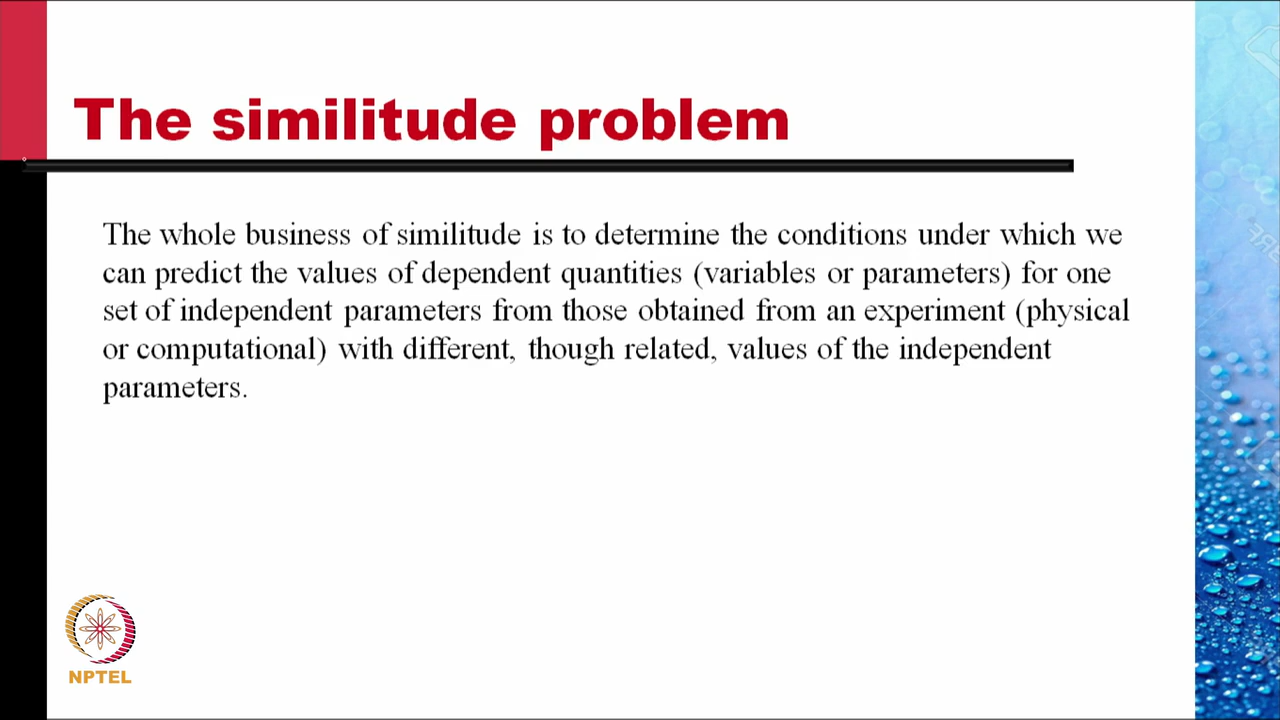 The similitude problem
The whole business of similitude is to determine the conditions under which we
can predict the values of dependent quantities (variables or parameters) for one
set of independent parameters from those obtained from an experiment (physical
or computational) with different, though related, values of the independent
parameters.
NPTEL